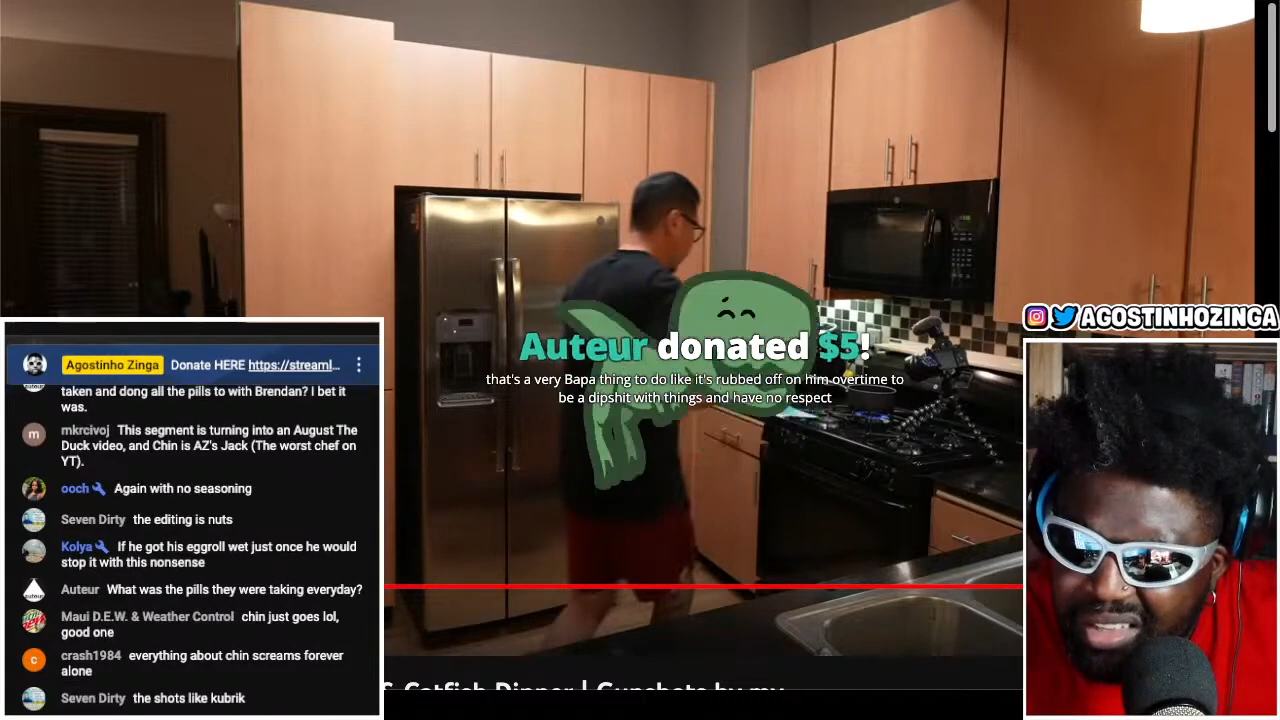 Agostinho Zinga Donate HERE https://streaml...
taken and dong all the pills to with Brendan? I bet it
was.
mkrcivoj This segment is turning into an August The
Duck video, and Chin is AZ's Jack (The worst chef on
YT).
ooch Again with no seasoning
Seven Dirty the editing is nuts
Kolya If he got his eggroll wet just once he would
stop it with this nonsense
Auteur What was the pills they were taking everyday?
Maui D.E.W. & Weather Control chin just goes lol,
good one
crash1984 everything about chin screams forever
alone
Seven Dirty the shots like kubrik
Auteur donated $5!
that's a very Bapa thing to do like it's rubbed off on him overtime to
be a dipshit with things and have no respect
AGOSTINHOZINGA
& Catfish Dinner | Gunshots by my